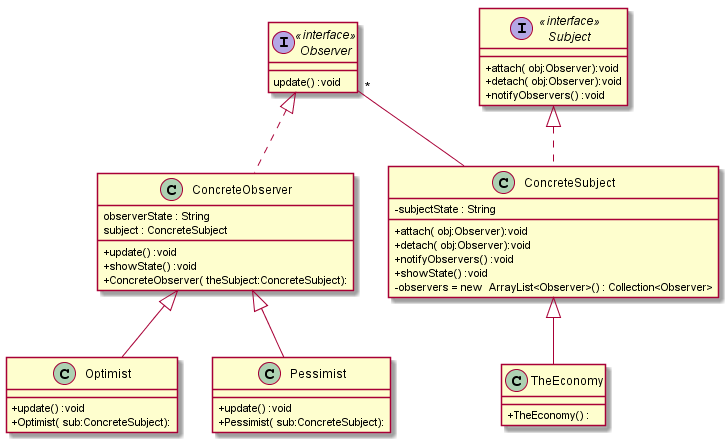 I
«interface»
Observer
update() :void
I
«interface»
Subject
+attach( obj:Observer):void
+detach( obj:Observer):void
+notifyObservers() :void
*
C ConcreteObserver
observerState : String
subject : ConcreteSubject
+update() :void
+showState() :void
+ConcreteObserver( theSubject:ConcreteSubject):
C ConcreteSubject
-subjectState : String
+attach( obj:Observer):void
+detach( obj:Observer):void
+notifyObservers() :void
+showState() :void
-observers = new ArrayList<Observer>() : Collection<Observer>
C Optimist
+update() :void
+Optimist( sub:ConcreteSubject):
C Pessimist
+update() :void
+Pessimist( sub:ConcreteSubject):
C TheEconomy
+TheEconomy() :